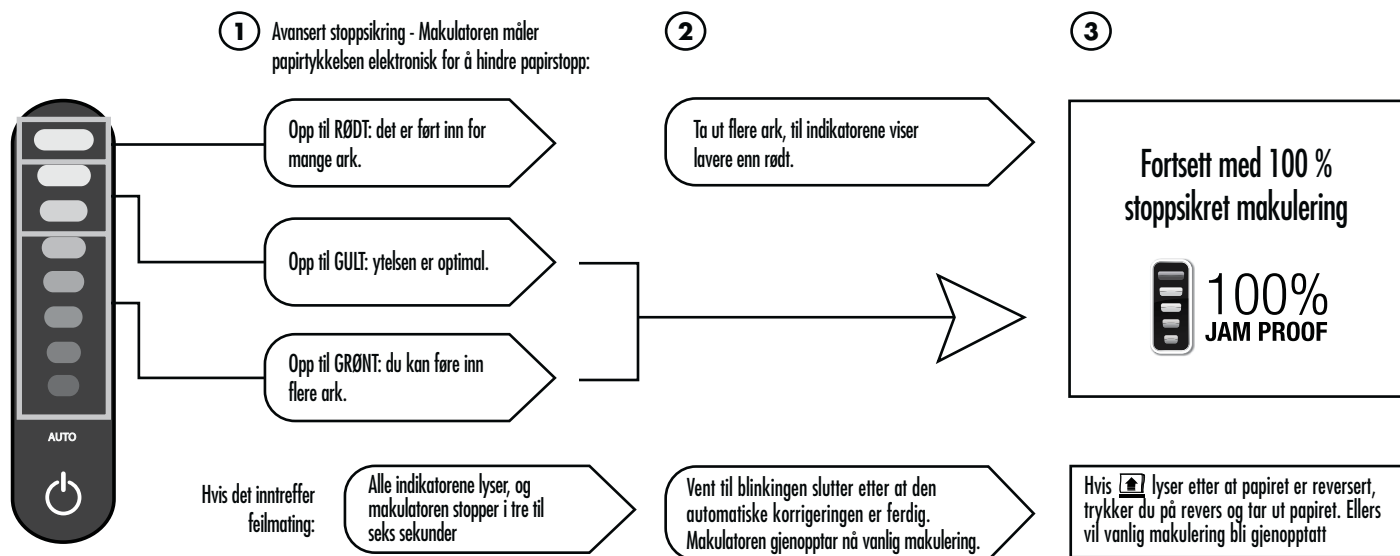 1
Avansert stoppsikring - Makulatoren måler
papirtykkelsen elektronisk for å hindre papirstopp:
Opp til RØDT: det er ført inn for
mange ark.
Opp til GULT: ytelsen er optimal.
Opp til GRØNT: du kan føre inn
flere ark.
2
Ta ut flere ark, til indikatorene viser
lavere enn rødt.
3
Fortsett med 100 %
stoppsikret makulering
100%
JAM PROOF
AUTO
Hvis det inntreffer
feilmating:
Alle indikatorene lyser, og
makulatoren stopper i tre til
seks sekunder
Vent til blinkingen slutter etter at den
automatiske korrigeringen er ferdig.
Makulatoren gjenopptar nå vanlig makulering.
Hvis lyser etter at papiret er reversert,
trykker du på revers og tar ut papiret. Ellers
vil vanlig makulering bli gjenopptatt